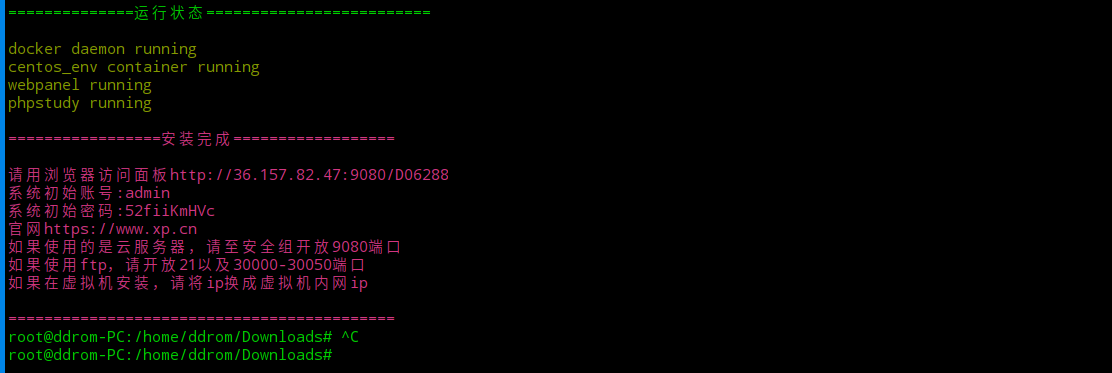 ==============运行状态=========================
docker daemon running
centos_env container running
webpanel running
phpstudy running
=================安装完成==================
请用浏览器访问面板http://36.157.82.47:9080/D06288
系统初始账号:admin
系统初始密码:52fiiKmHVc
官网https://www.xp.cn
如果使用的是云服务器，请至安全组开放9080端口
如果使用ftp，请开放21以及30000-30050端口
如果在虚拟机安装，请将ip换成虚拟机内网ip
===========================================
root@ddrom-PC:/home/ddrom/Downloads# ^C
root@ddrom-PC:/home/ddrom/Downloads#